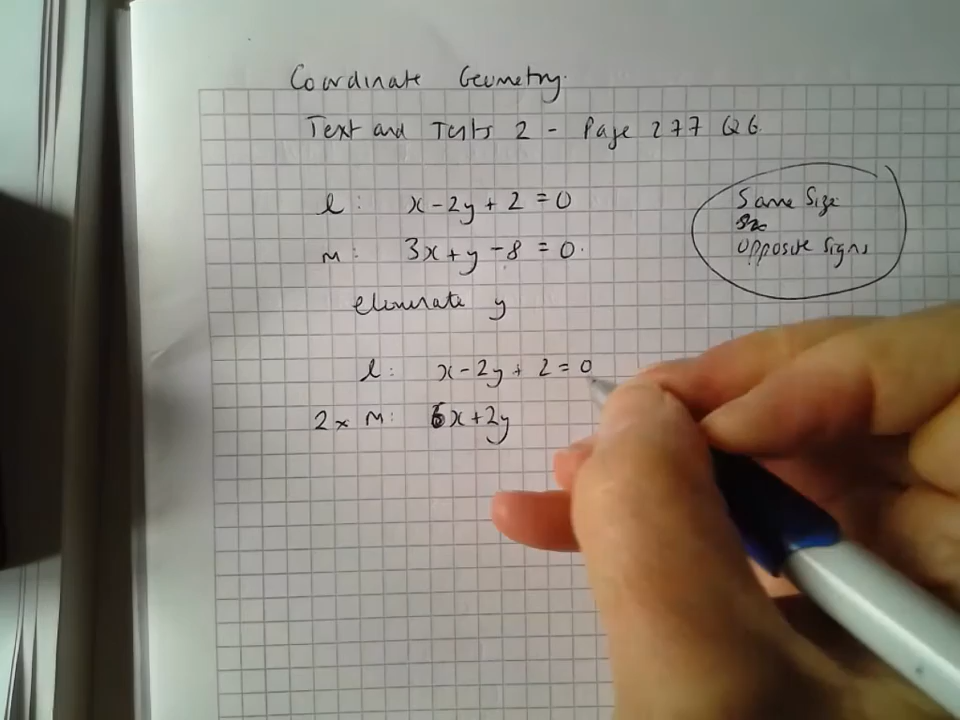 Coordinate Geometry.
Text and Tests 2 - Page 277 Q6.
l: x - 2y + 2 = 0
m: 3x + y - 8 = 0.
eliminate y
l: x - 2y + 2 = 0
2 x m: 6x + 2y
Same Size
Opposite Signs